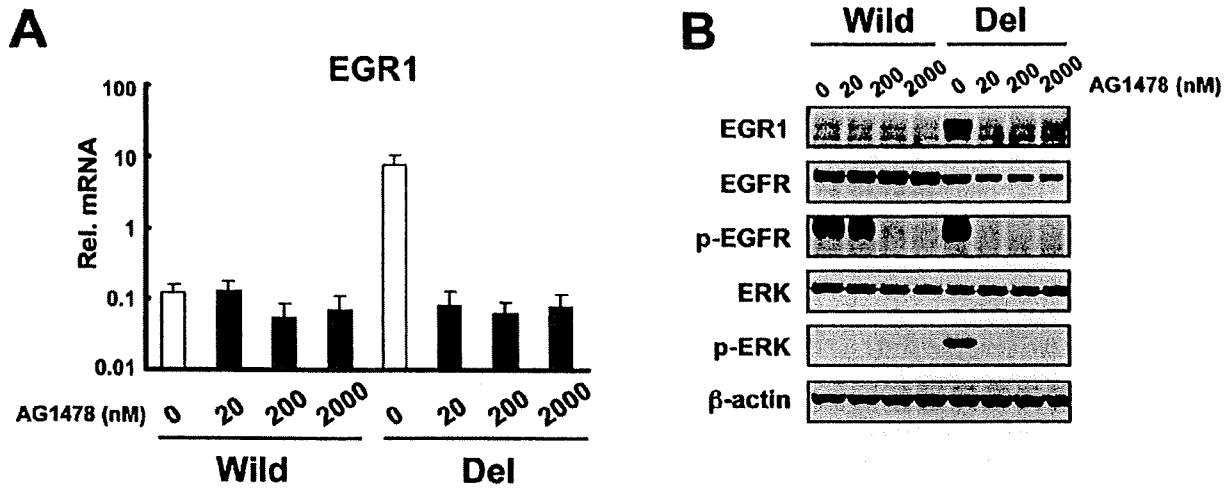 A
EGR1
Rel. mRNA
100
10
1
0.1
0.01
AG1478 (nM)
0 20 200 2000 0 20 200 2000
Wild Del
B
Wild Del
0 20 200 2000 0 20 200 2000 AG1478 (nM)
EGR1
EGFR
p-EGFR
ERK
p-ERK
β-actin